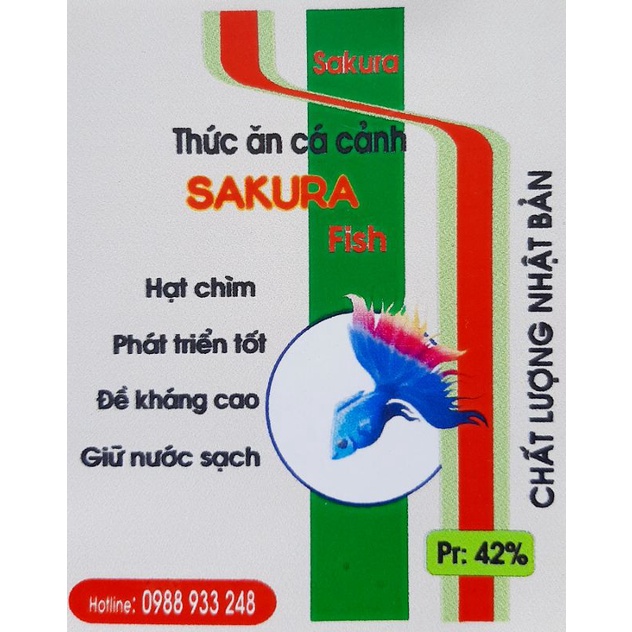 Sakura
Thức ăn cá cảnh
SAKURA
Fish
Hạt chìm
Phát triển tốt
Đề kháng cao
Giữ nước sạch
CHẤT LƯỢNG NHẬT BẢN
Pr: 42%
Hotline: 0988 933 248